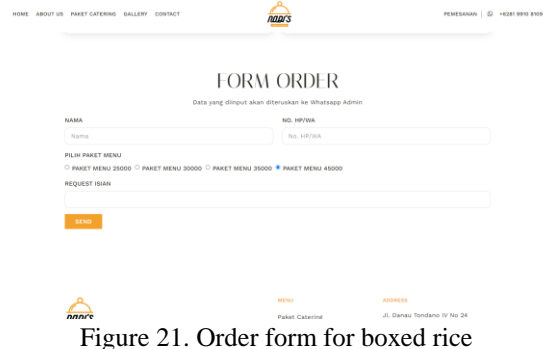 HOME ABOUT US PAKET CATERING GALLERY CONTACT
NAPI'S
PEMESANAN +6281 9910 8109
FORM ORDER
Data yang diinput akan diteruskan ke Whatsapp Admin
NAMA
NO. HP/WA
Nama
No. HP/WA
PILIH PAKET MENU
PAKET MENU 25000 PAKET MENU 30000 PAKET MENU 35000 PAKET MENU 45000
REQUEST ISIAN
SEND
MENU
ADDRESS
Paket Catering
Jl. Danau Tondano IV No 24
Figure 21. Order form for boxed rice